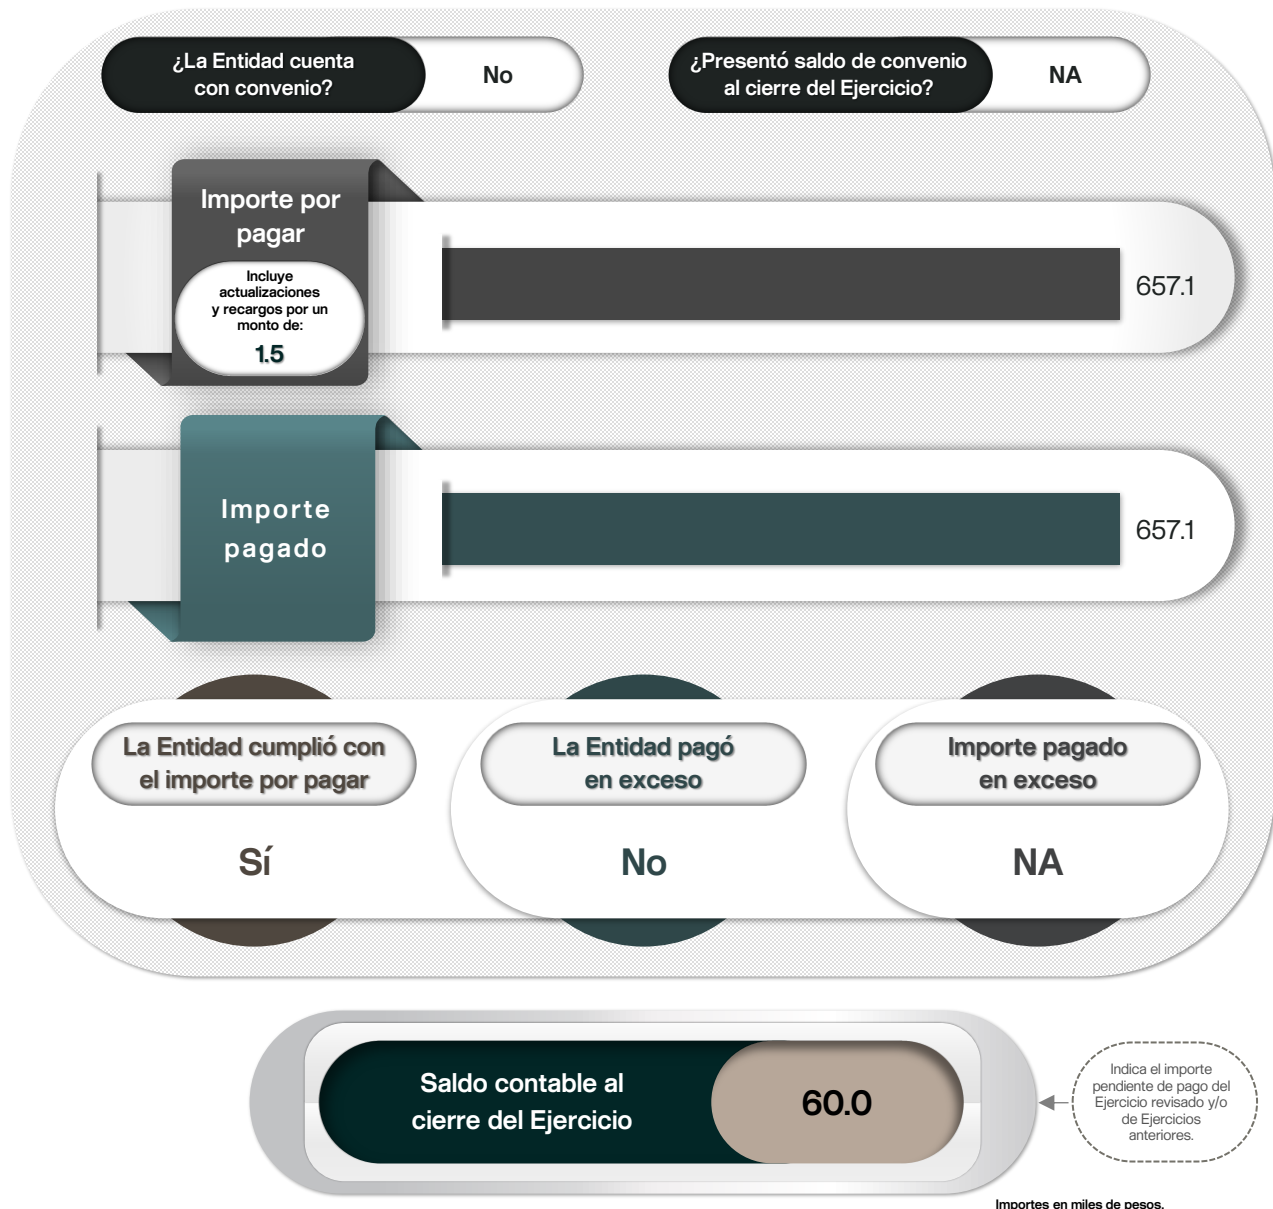 ¿La Entidad cuenta
con convenio?
No
¿Presentó saldo de convenio
al cierre del Ejercicio?
NA
Importe por
pagar
Incluye
actualizaciones
y recargos por un
monto de:
1.5
657.1
Importe
pagado
657.1
La Entidad cumplió con
el importe por pagar
Sí
La Entidad pagó
en exceso
No
Importe pagado
en exceso
NA
Saldo contable al
cierre del Ejercicio
60.0
Indica el importe
pendiente de pago del
Ejercicio revisado y/o
de Ejercicios
anteriores.
Importes en miles de pesos.